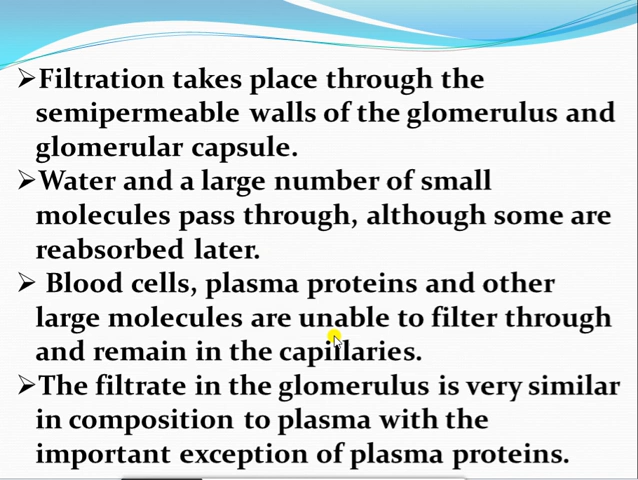 ➢Filtration takes place through the
semipermeable walls of the glomerulus and
glomerular capsule.
➢Water and a large number of small
molecules pass through, although some are
reabsorbed later.
➢ Blood cells, plasma proteins and other
large molecules are unable to filter through
and remain in the capillaries.
➢The filtrate in the glomerulus is very similar
in composition to plasma with the
important exception of plasma proteins.